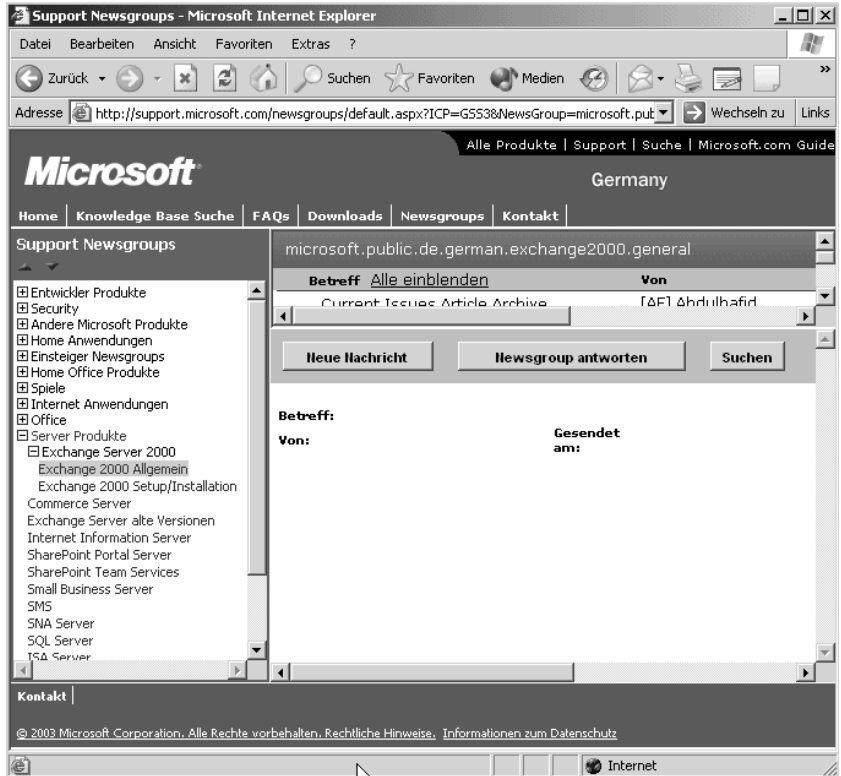 Support Newsgroups - Microsoft Internet Explorer
Datei Bearbeiten Ansicht Favoriten Extras ?
Zurück Suchen Favoriten Medien »
Adresse http://support.microsoft.com/newsgroups/default.aspx?ICP=GSS3&NewsGroup=microsoft.put Wechseln zu Links
Alle Produkte | Support | Suche | Microsoft.com Guide
Microsoft
Germany
Home | Knowledge Base Suche | FAQs | Downloads | Newsgroups | Kontakt |
Support Newsgroups
Entwickler Produkte
Security
Andere Microsoft Produkte
Home Anwendungen
Einsteiger Newsgroups
Home Office Produkte
Spiele
Internet Anwendungen
Office
Server Produkte
Exchange Server 2000
Exchange 2000 Allgemein
Exchange 2000 Setup/Installation
Commerce Server
Exchange Server alte Versionen
Internet Information Server
SharePoint Portal Server
SharePoint Team Services
Small Business Server
SMS
SNA Server
SQL Server
ISA Server
microsoft.public.de.german.exchange2000.general
Betreff Alle einblenden Von
Current Issues Article Archive [AF] Abdulhafid
Neue Nachricht Newsgroup antworten Suchen
Betreff:
Von: Gesendet am:
Kontakt |
© 2003 Microsoft Corporation. Alle Rechte vorbehalten. Rechtliche Hinweise. Informationen zum Datenschutz
Internet